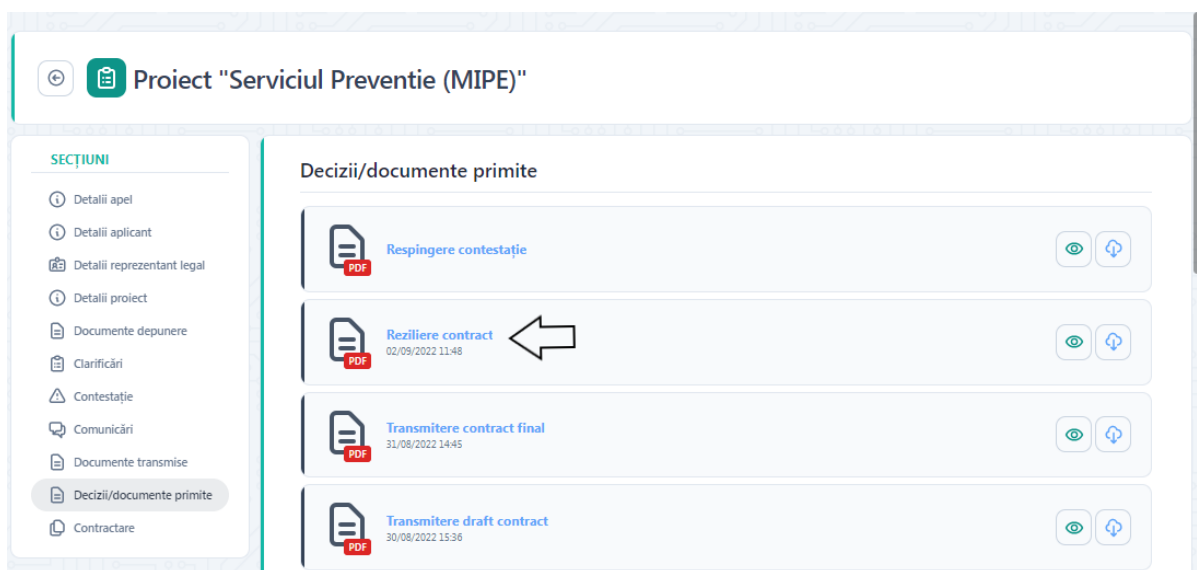 Proiect "Serviciul Preventie (MIPE)"
SECȚIUNI
Detalii apel
Detalii aplicant
Detalii reprezentant legal
Detalii proiect
Documente depunere
Clarificări
Contestație
Comunicări
Documente transmise
Decizii/documente primite
Contractare
Decizii/documente primite
PDF
Respingere contestație
PDF
Reziliere contract
02/09/2022 11:48
PDF
Transmitere contract final
31/08/2022 14:45
PDF
Transmitere draft contract
30/08/2022 15:36